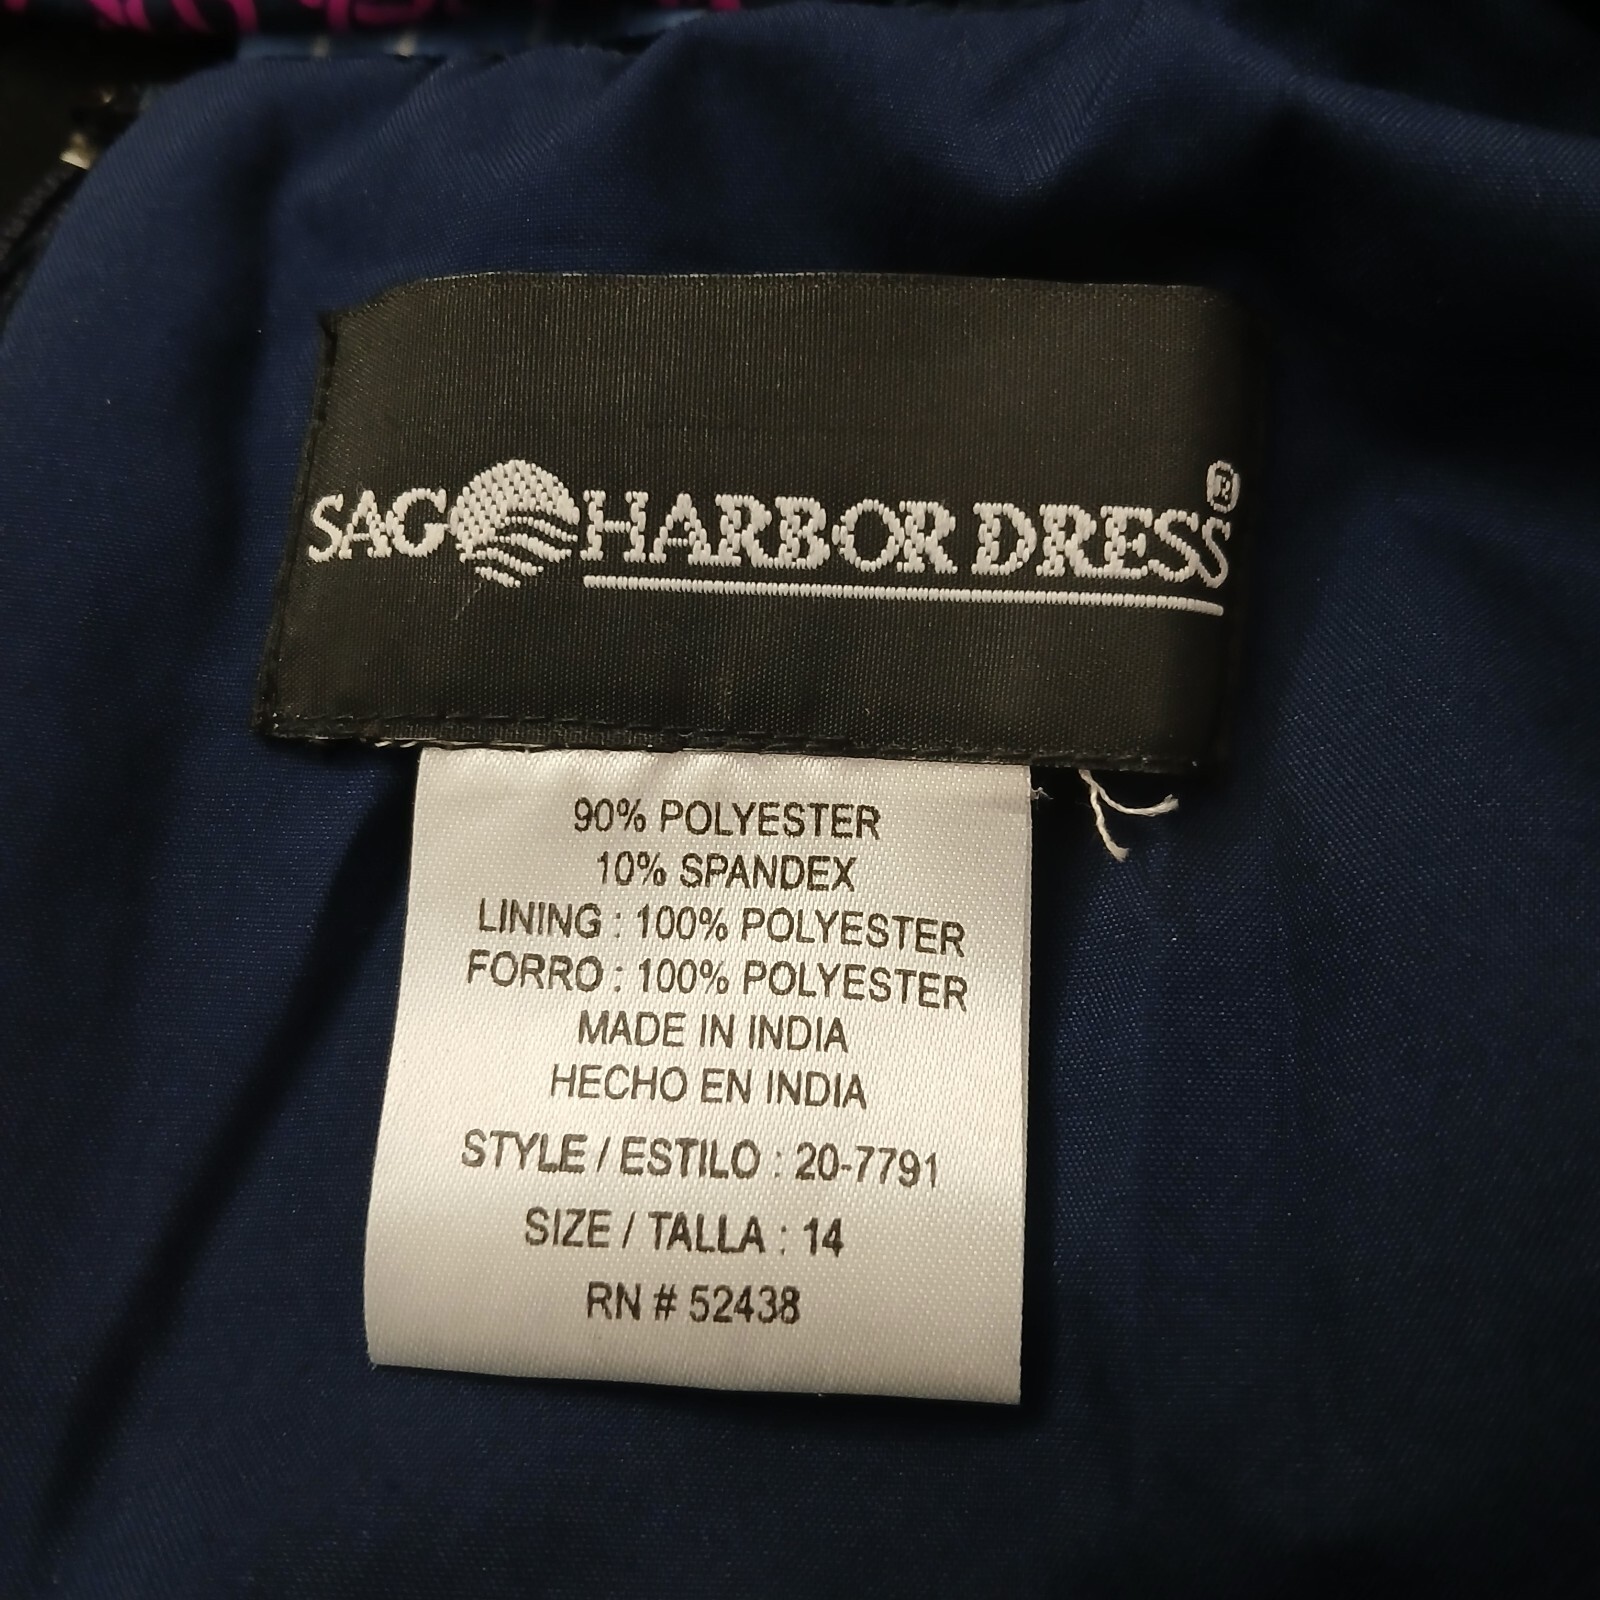 SAG HARBOR DRESS®
90% POLYESTER
10% SPANDEX
LINING : 100% POLYESTER
FORRO : 100% POLYESTER
MADE IN INDIA
HECHO EN INDIA
STYLE / ESTILO : 20-7791
SIZE / TALLA : 14
RN # 52438